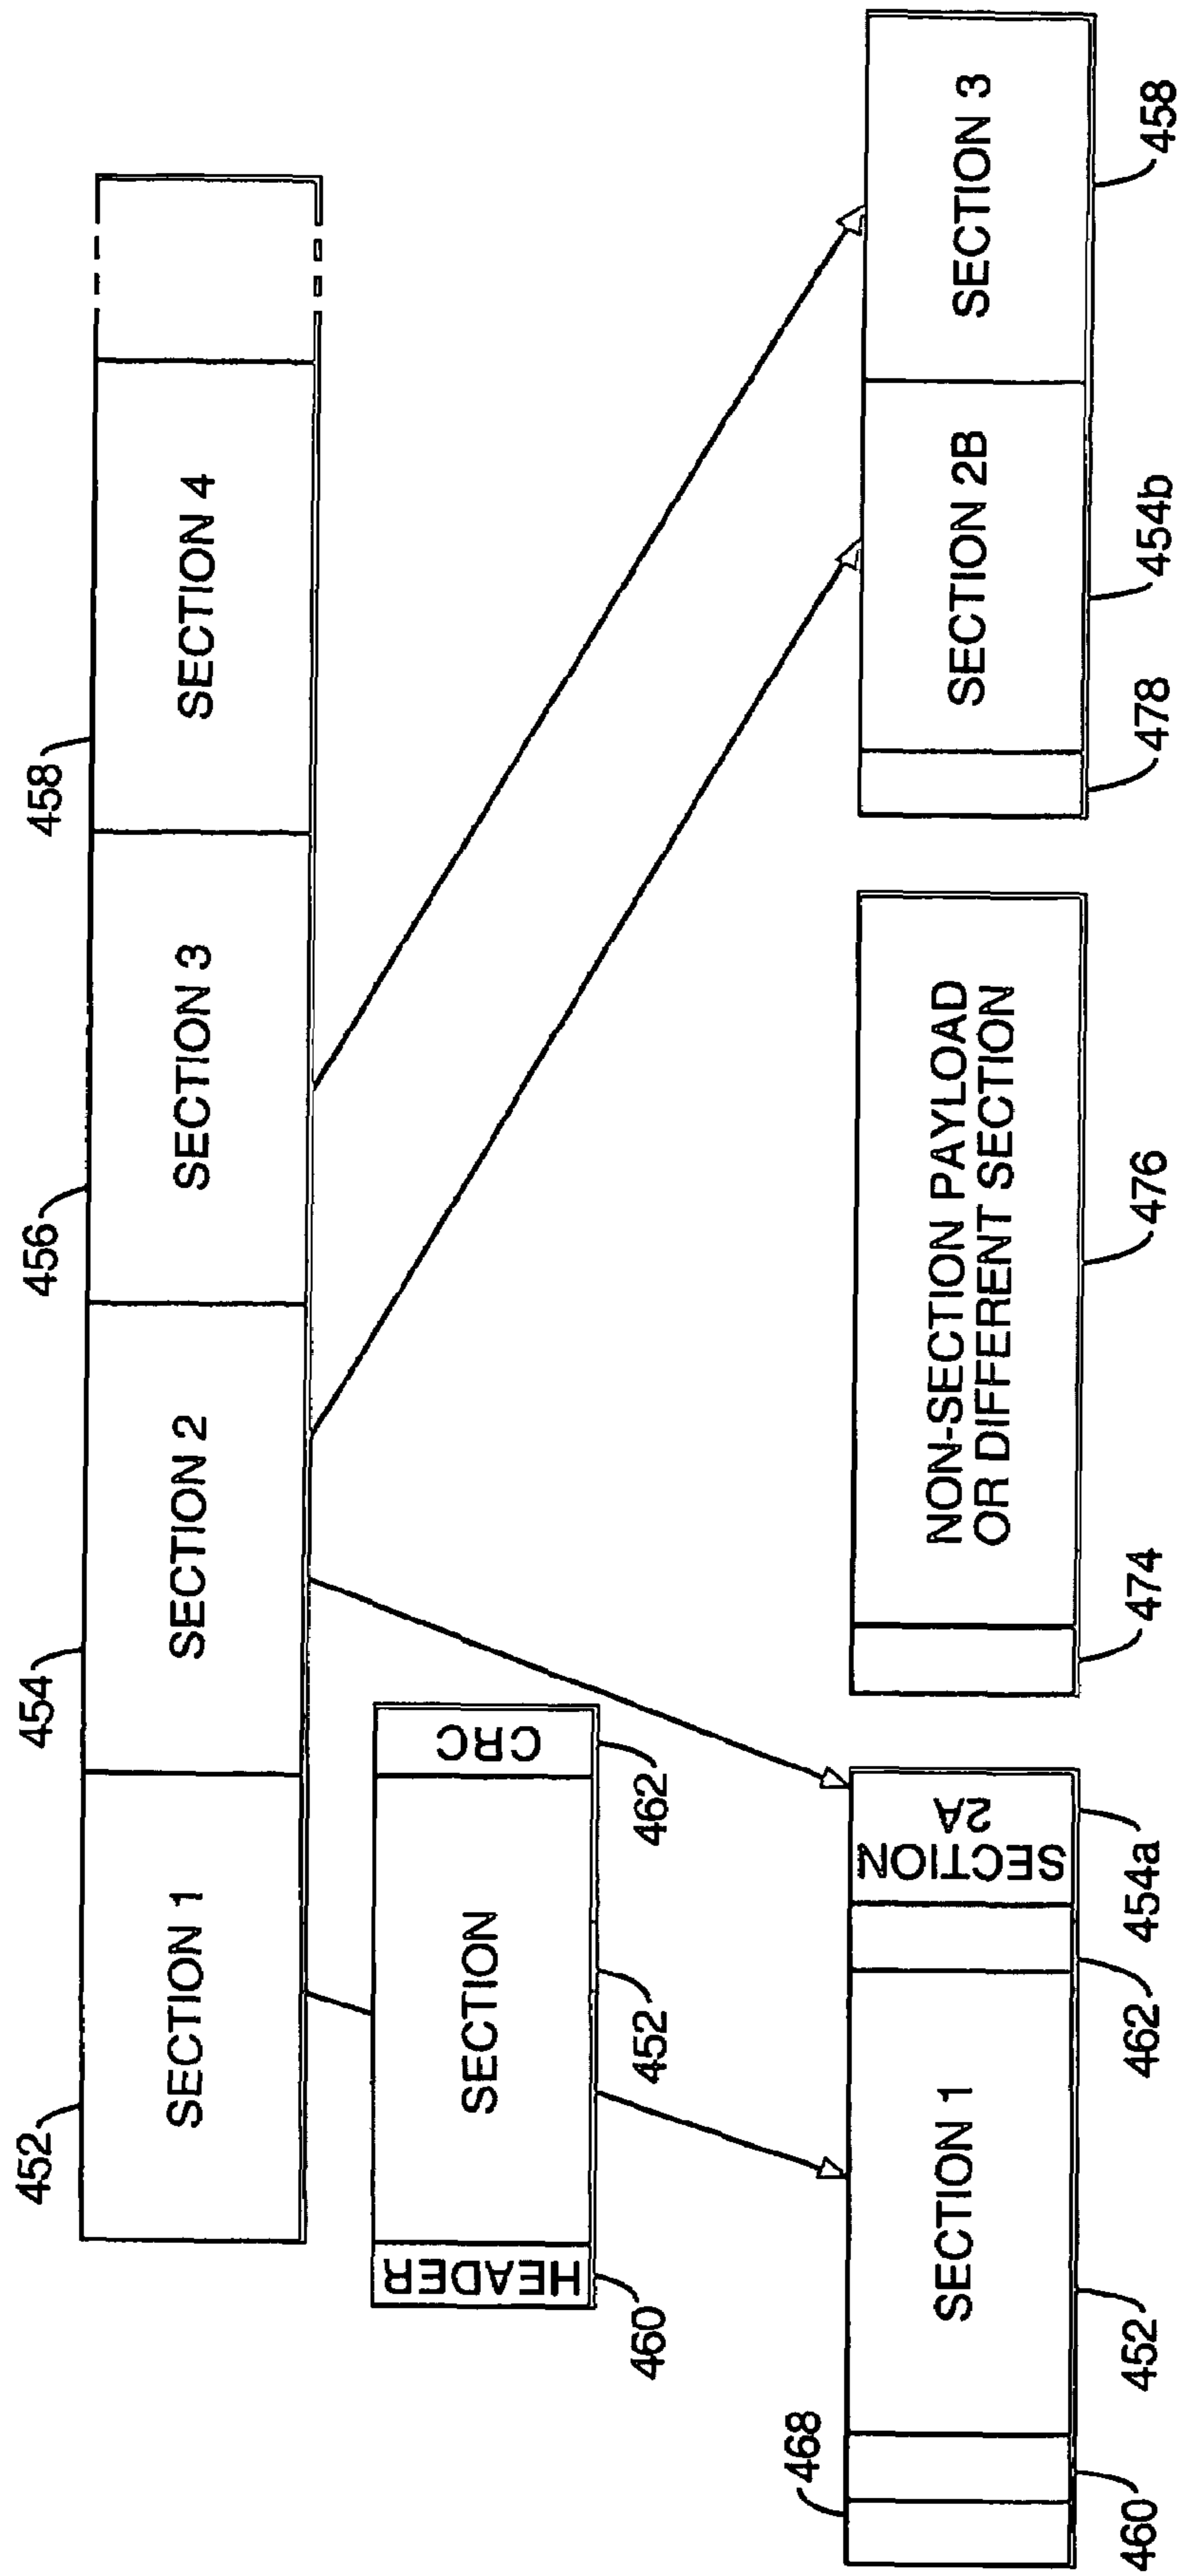 452
454
456
458
SECTION 1
SECTION 2
SECTION 3
SECTION 4
HEADER
SECTION
CRC
460
452
462
468
SECTION 1
SECTION
2A
NON-SECTION PAYLOAD
OR DIFFERENT SECTION
SECTION 2B
SECTION 3
460
452
462
454a
474
476
478
454b
458